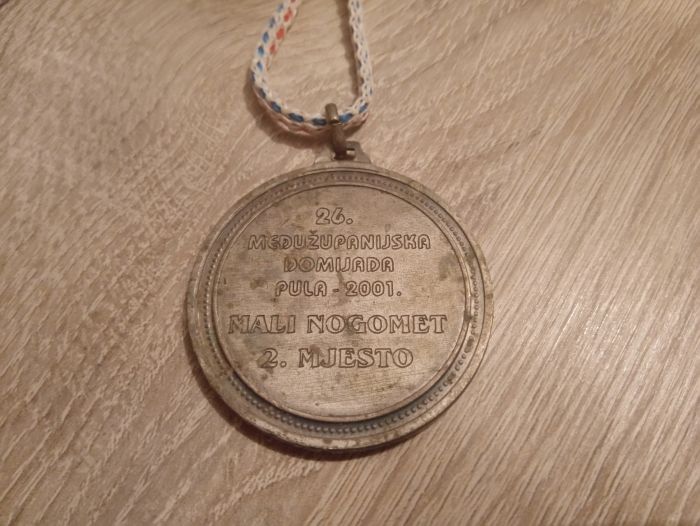 26.
MEĐUŽUPANIJSKA
DOMIJADA
PULA - 2001.
MALI NOGOMET
2. MJESTO